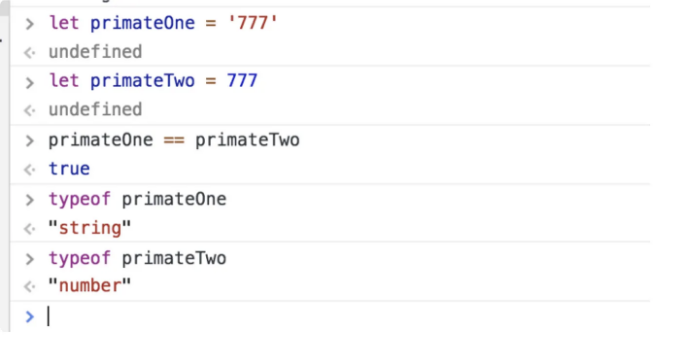 > let primateOne = '777'
< undefined
> let primateTwo = 777
< undefined
> primateOne == primateTwo
< true
> typeof primateOne
< "string"
> typeof primateTwo
< "number"
>